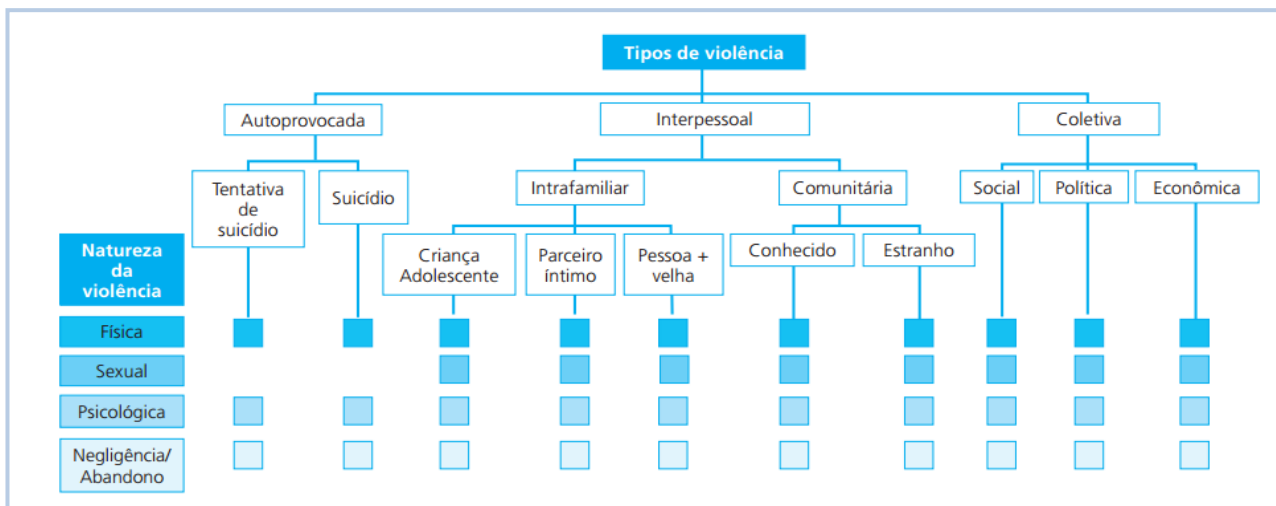 Tipos de violência
Autoprovocada
Interpessoal
Coletiva
Tentativa
de
suicídio
Suicídio
Intrafamiliar
Comunitária
Social
Política
Econômica
Criança
Adolescente
Parceiro
íntimo
Pessoa +
velha
Conhecido
Estranho
Natureza
da
violência
Física
Sexual
Psicológica
Negligência/
Abandono